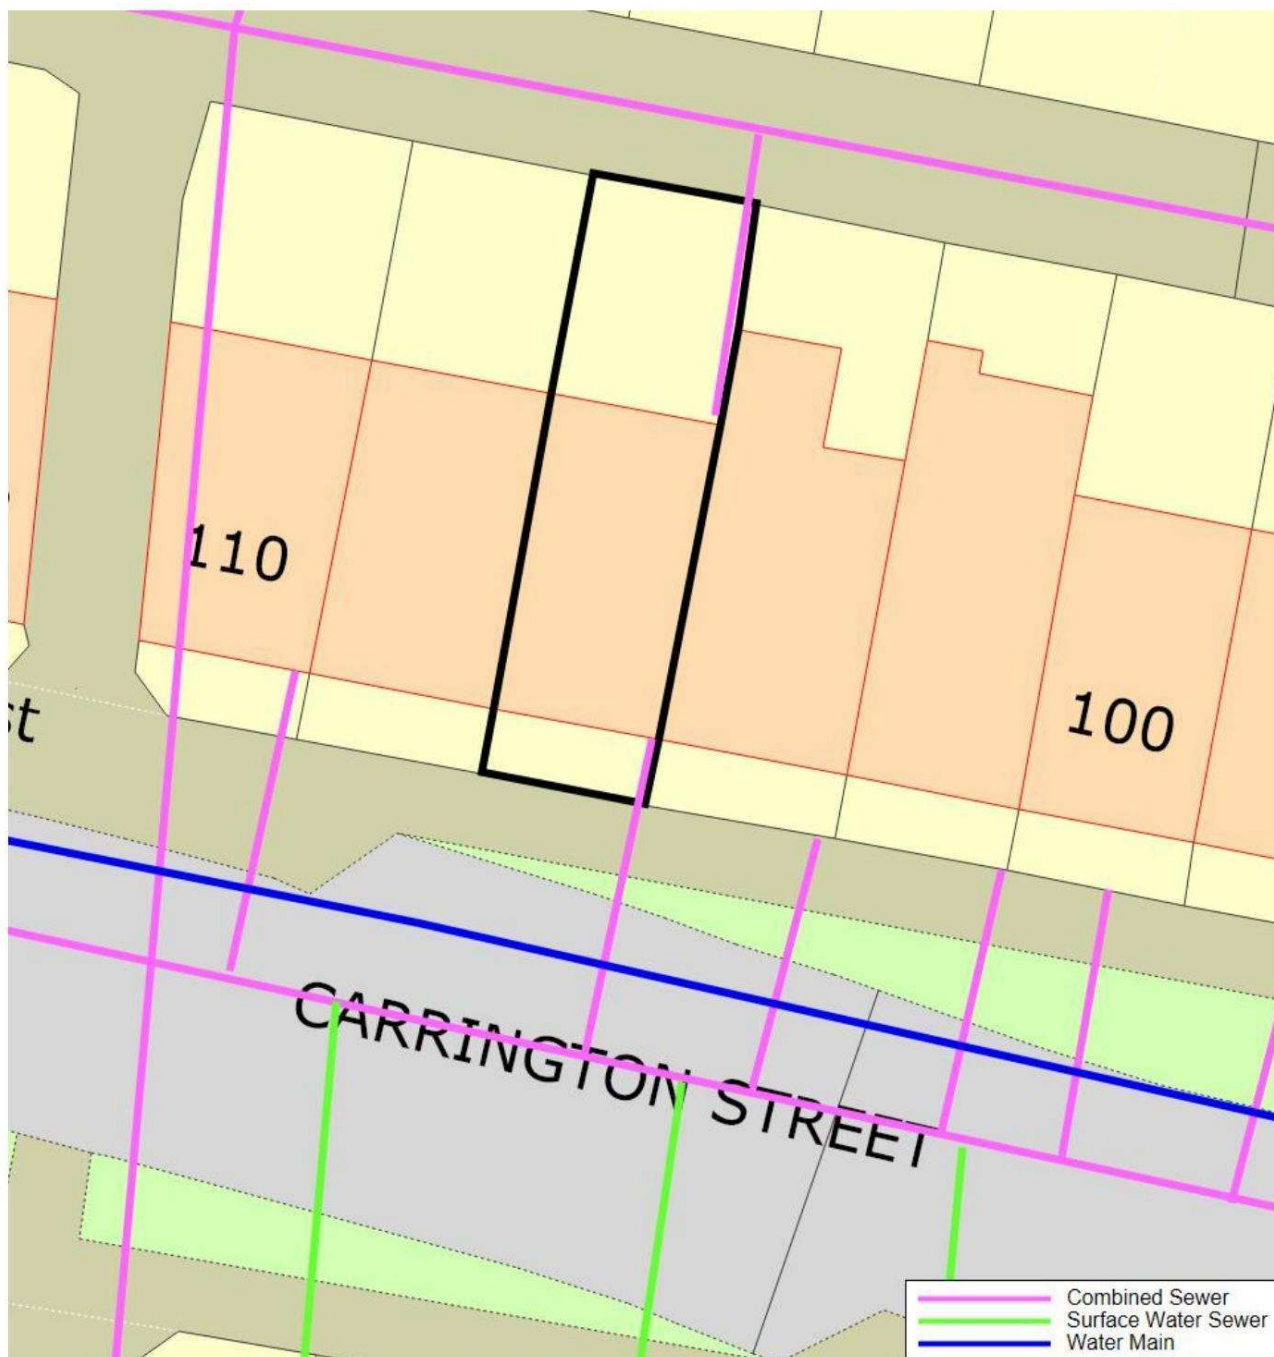 110
st
100
CARRINGTON STREET
Combined Sewer
Surface Water Sewer
Water Main